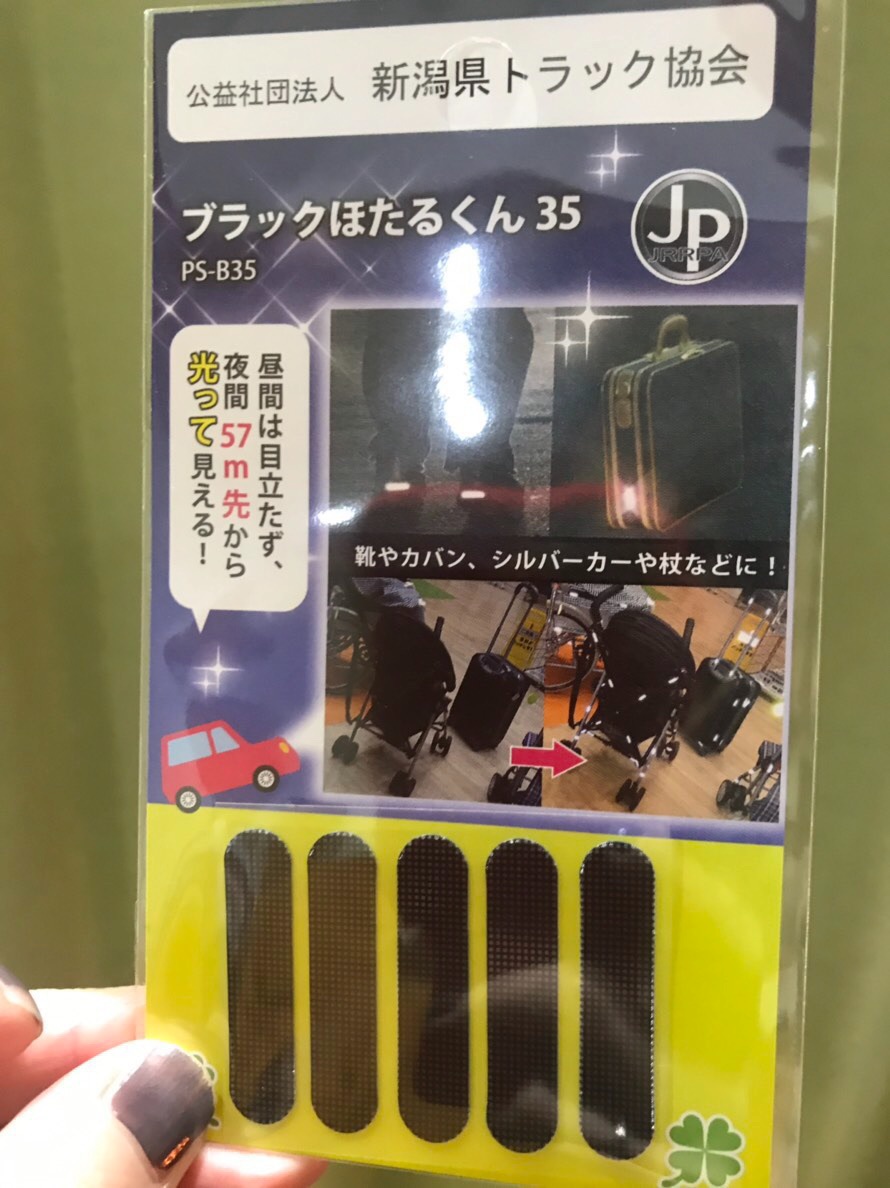 公益社団法人 新潟県トラック協会
ブラックほたるくん 35
PS-B35
JP
JRRPA
昼間は目立たず、
夜間57m先から
光って見える!
靴やカバン、シルバーカーや杖などに!